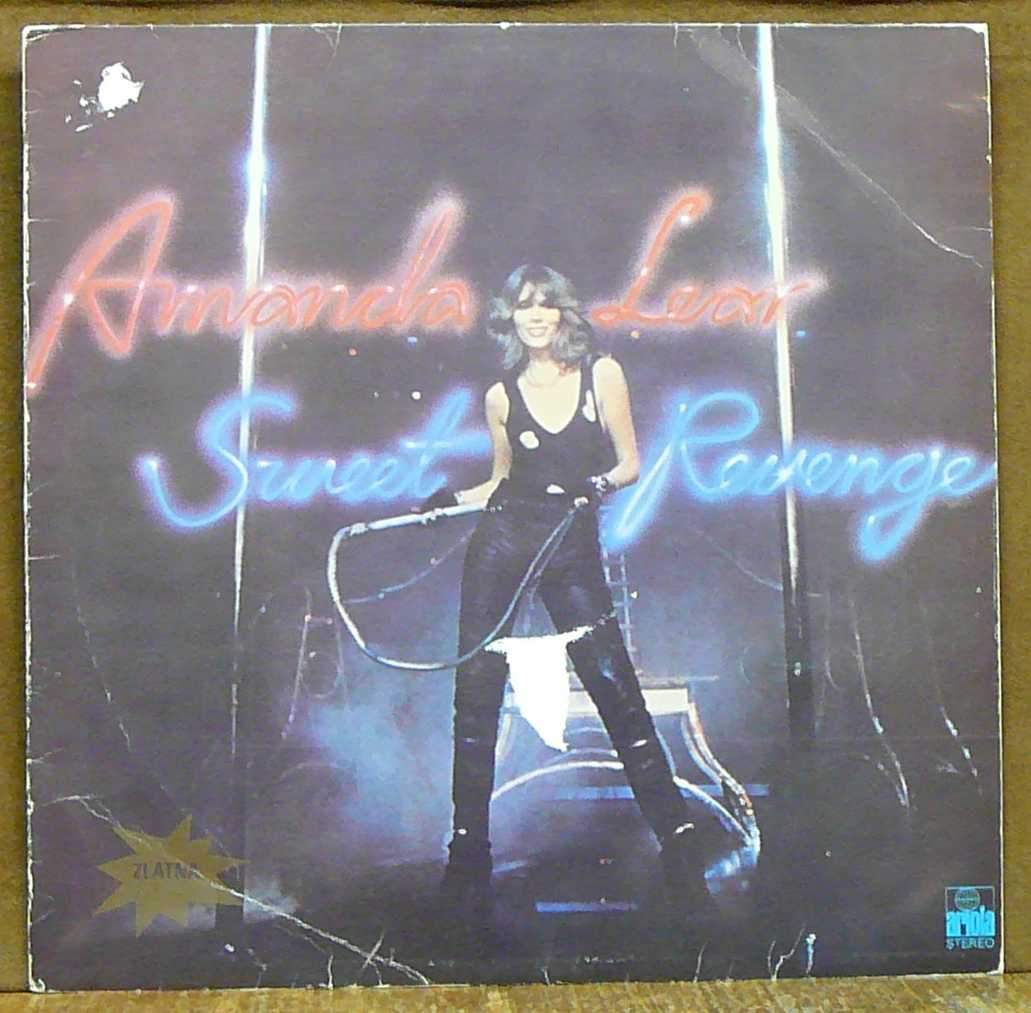 Amanda Lear
Sweet Revenge
ZLATNA
ariola
STEREO